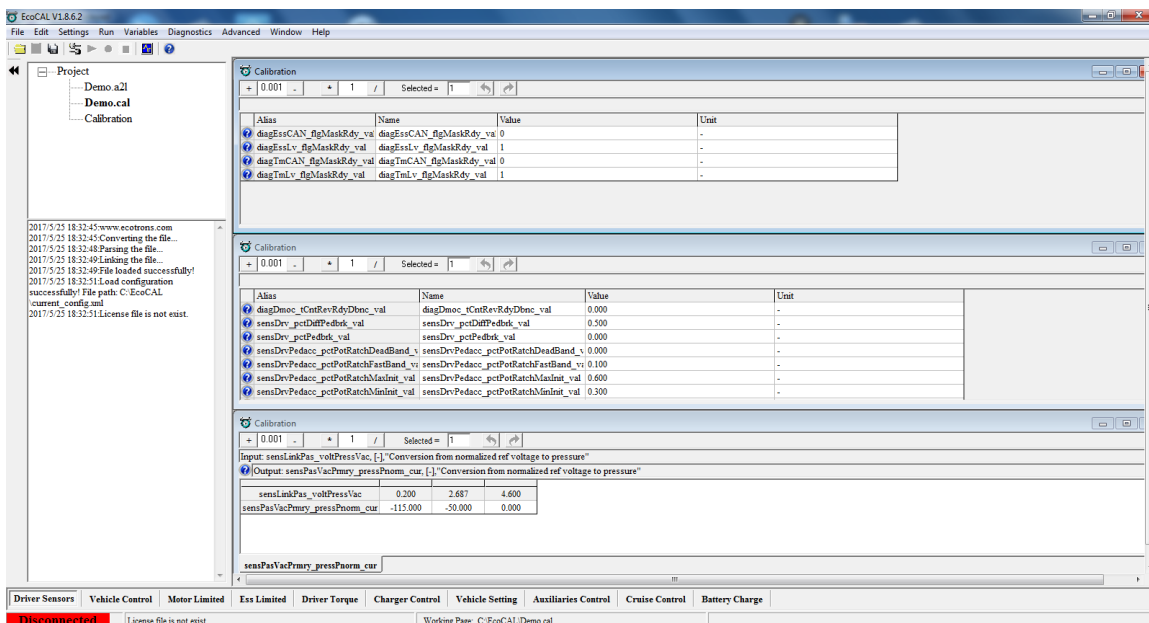 EcoCAL V1.8.6.2
File Edit Settings Run Variables Diagnostics Advanced Window Help
Project
Demo.a2l
Demo.cal
Calibration
2017/5/25 18:32:45:www.ecotrons.com
2017/5/25 18:32:45:Converting the file...
2017/5/25 18:32:48:Parsing the file...
2017/5/25 18:32:49:Linking the file...
2017/5/25 18:32:49:File loaded successfully!
2017/5/25 18:32:51:Load configuration
successfully! File path: C:\EcoCAL
\current_config.xml
2017/5/25 18:32:51:License file is not exist.
Calibration
+ 0.001 - * 1 / Selected = 1
Alias Name Value Unit
diagEssCAN_flgMaskRdy_val diagEssCAN_flgMaskRdy_val 0 -
diagEssLv_flgMaskRdy_val diagEssLv_flgMaskRdy_val 1 -
diagTmCAN_flgMaskRdy_val diagTmCAN_flgMaskRdy_val 0 -
diagTmLv_flgMaskRdy_val diagTmLv_flgMaskRdy_val 1 -
Calibration
+ 0.001 - * 1 / Selected = 1
Alias Name Value Unit
diagDmoc_tCntRevRdyDbnc_val diagDmoc_tCntRevRdyDbnc_val 0.000 -
sensDrv_pctDiffPedbrk_val sensDrv_pctDiffPedbrk_val 0.500 -
sensDrv_pctPedbrk_val sensDrv_pctPedbrk_val 0.000 -
sensDrvPedacc_pctPotRatchDeadBand_v sensDrvPedacc_pctPotRatchDeadBand_v 0.000 -
sensDrvPedacc_pctPotRatchFastBand_va sensDrvPedacc_pctPotRatchFastBand_va 0.100 -
sensDrvPedacc_pctPotRatchMaxInit_val sensDrvPedacc_pctPotRatchMaxInit_val 0.600 -
sensDrvPedacc_pctPotRatchMinInit_val sensDrvPedacc_pctPotRatchMinInit_val 0.300 -
Calibration
+ 0.001 - * 1 / Selected = 1
Input: sensLinkPas_voltPressVac, [-],"Conversion from normalized ref voltage to pressure"
Output: sensPasVacPrmry_pressPnorm_cur, [-],"Conversion from normalized ref voltage to pressure"
sensLinkPas_voltPressVac 0.200 2.687 4.600
sensPasVacPrmry_pressPnorm_cur -115.000 -50.000 0.000
sensPasVacPrmry_pressPnorm_cur
Driver Sensors Vehicle Control Motor Limited Ess Limited Driver Torque Charger Control Vehicle Setting Auxiliaries Control Cruise Control Battery Charge
Disconnected License file is not exist. Working Page: C:\EcoCAL\Demo.cal